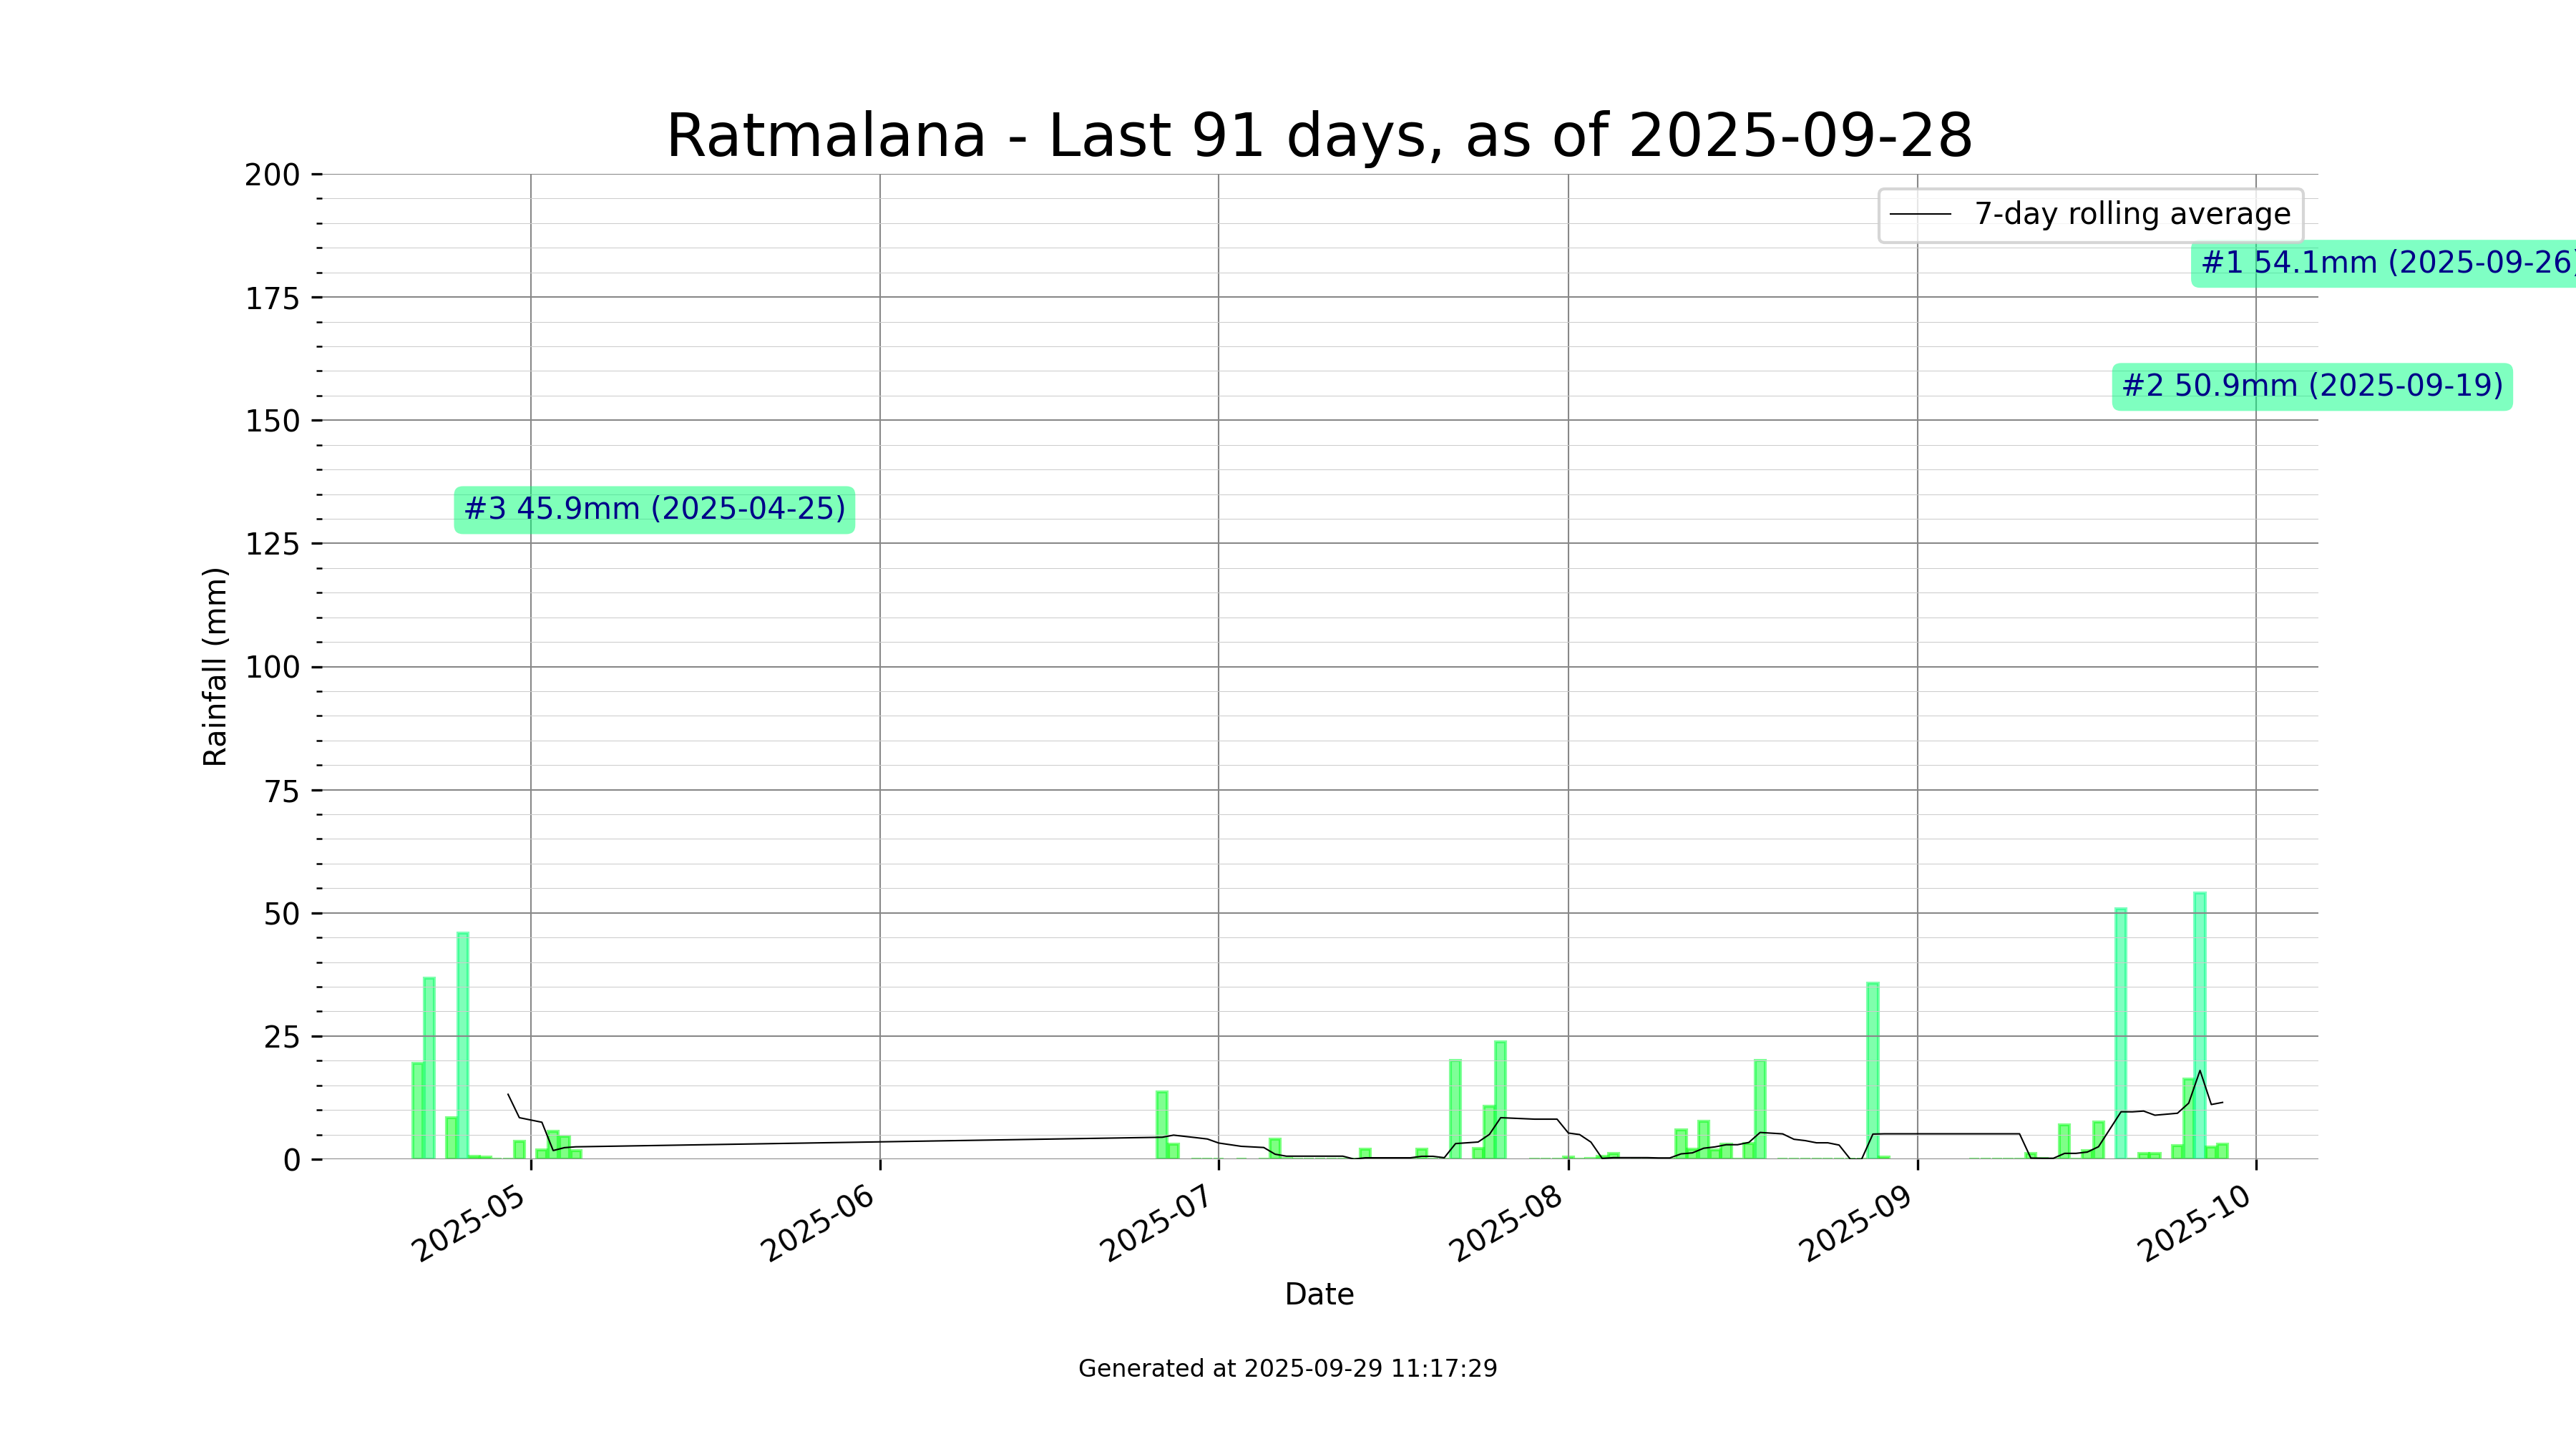 Ratmalana - Last 91 days, as of 2025-09-28
200
175
150
125
100
75
50
25
0
Rainfall (mm)
7-day rolling average
#1 54.1mm (2025-09-26)
#2 50.9mm (2025-09-19)
#3 45.9mm (2025-04-25)
2025-05
2025-06
2025-07
2025-08
2025-09
2025-10
Date
Generated at 2025-09-29 11:17:29